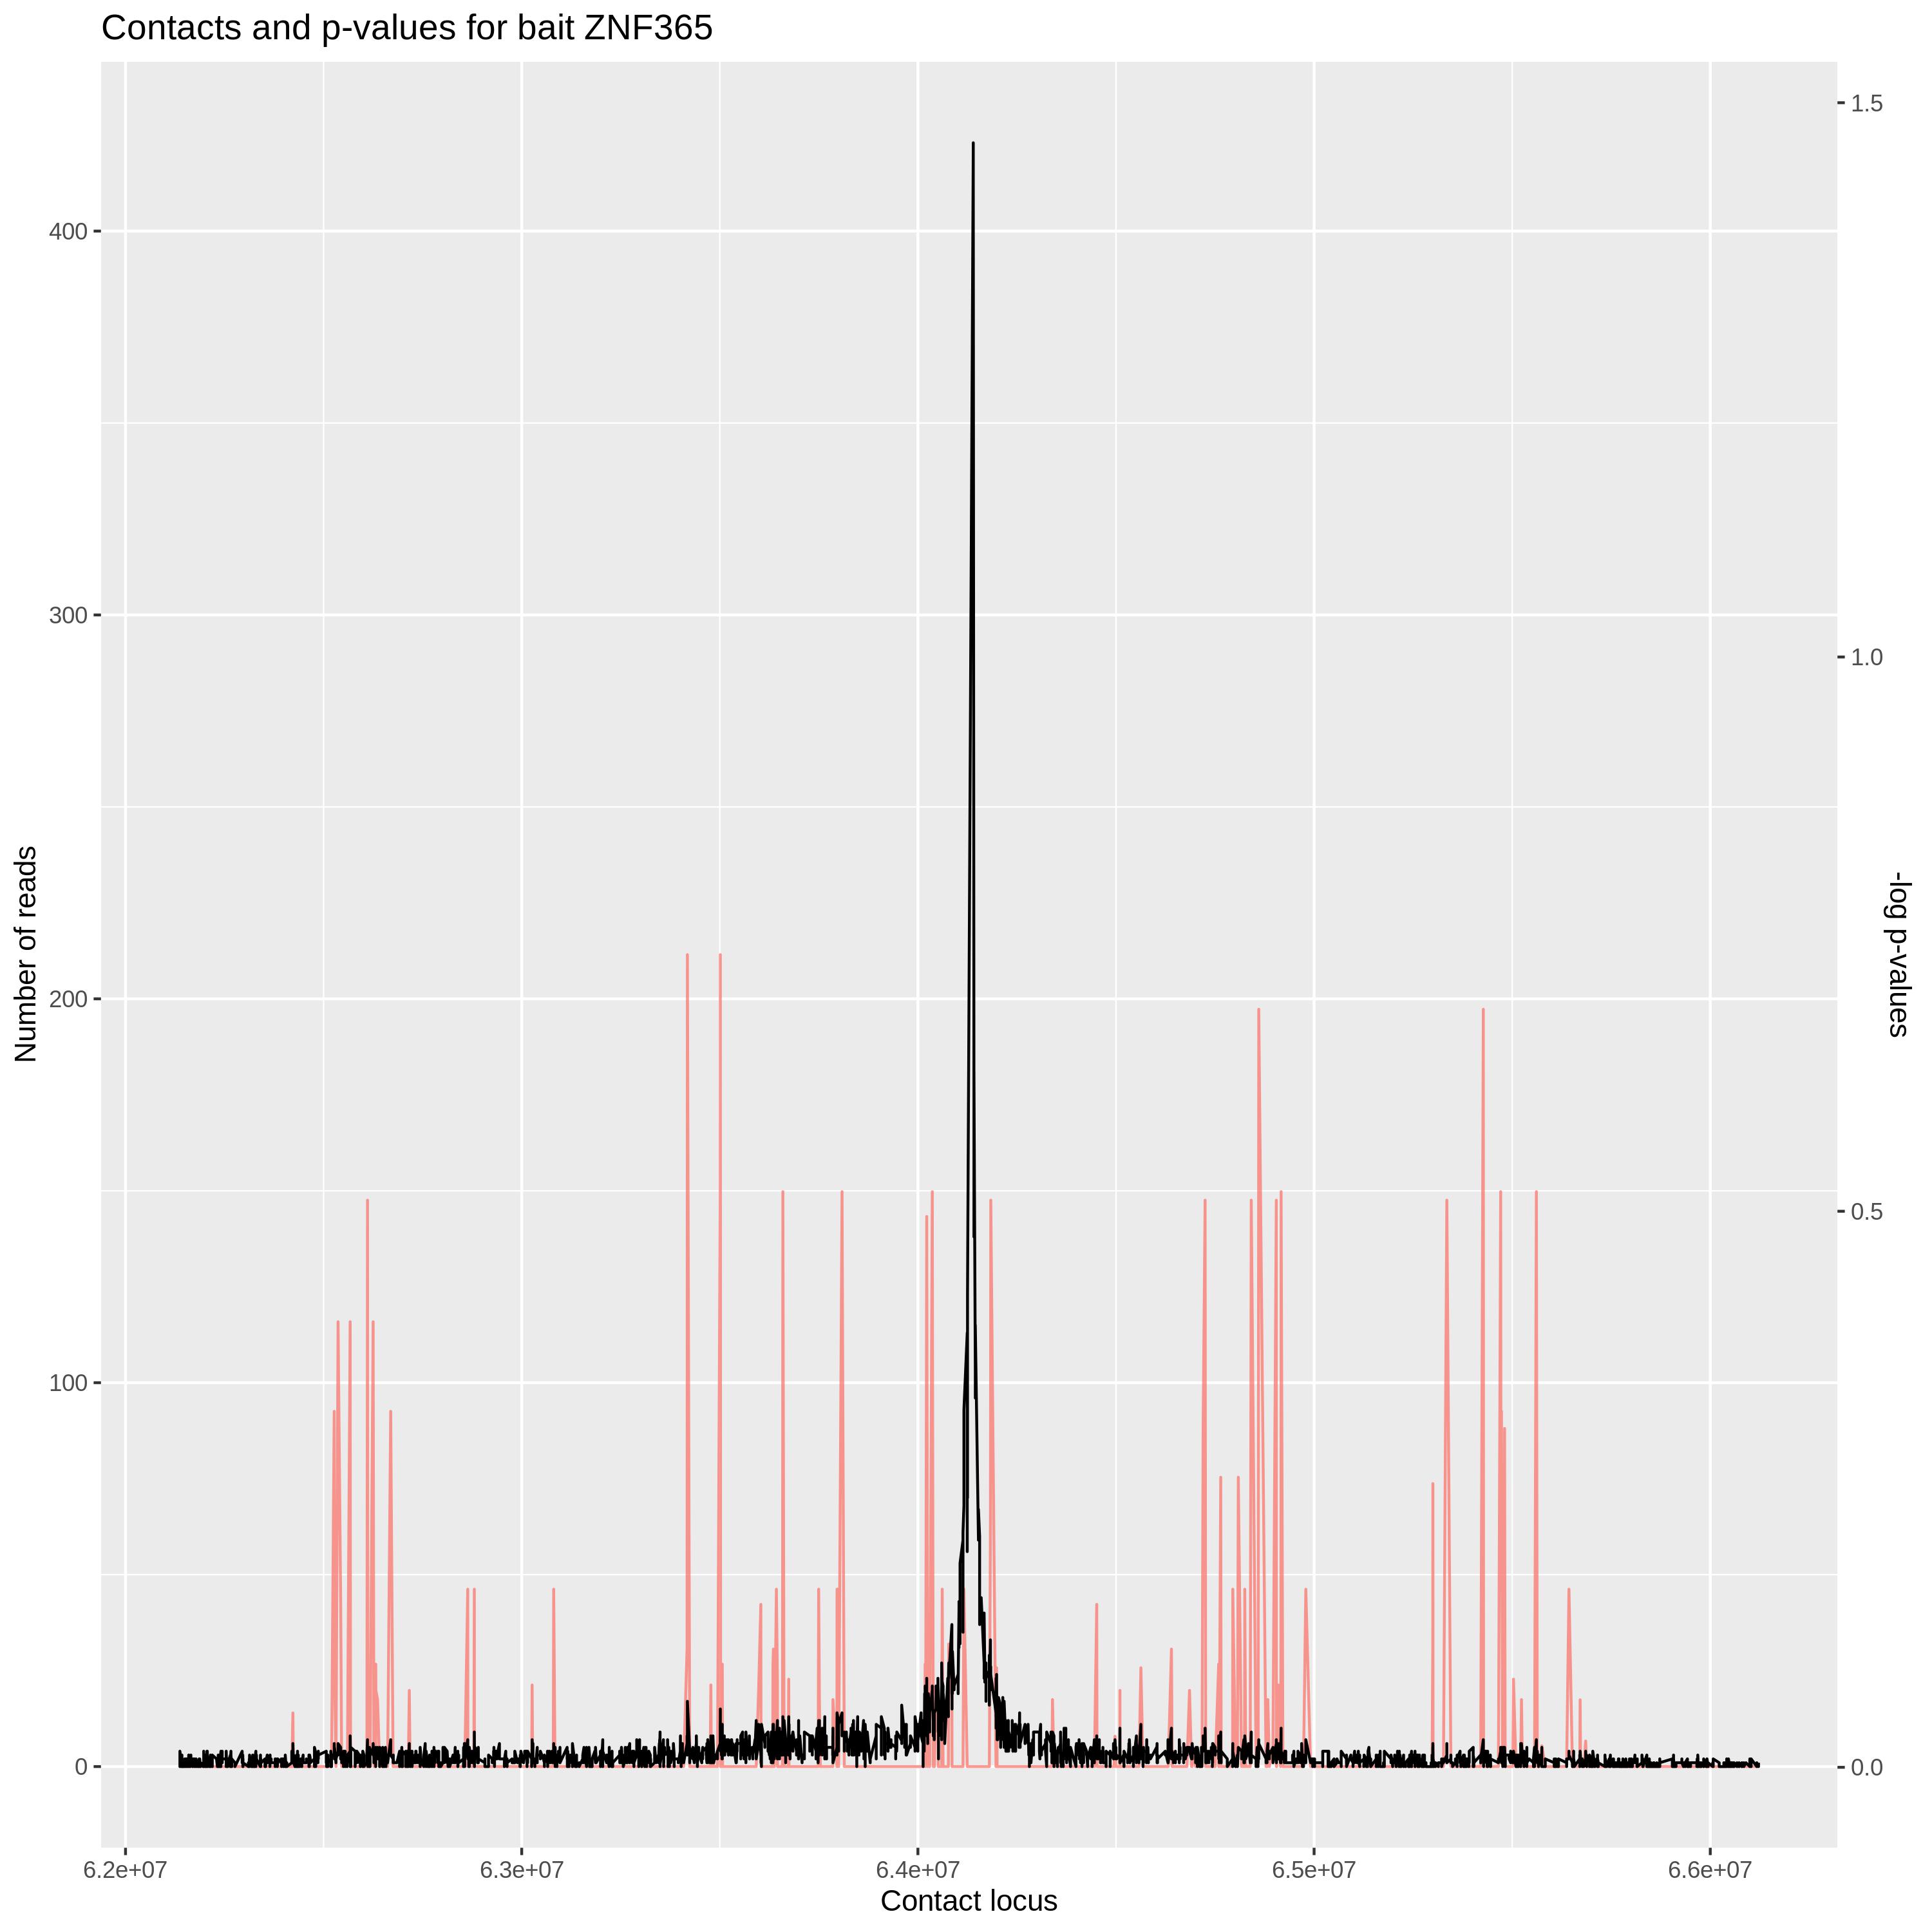 Contacts and p-values for bait ZNF365
1.5
400
300
1.0
Number of reads
-log p-values
200
0.5
100
0
0.0
6.2e+07 6.3e+07 6.4e+07 6.5e+07 6.6e+07
Contact locus